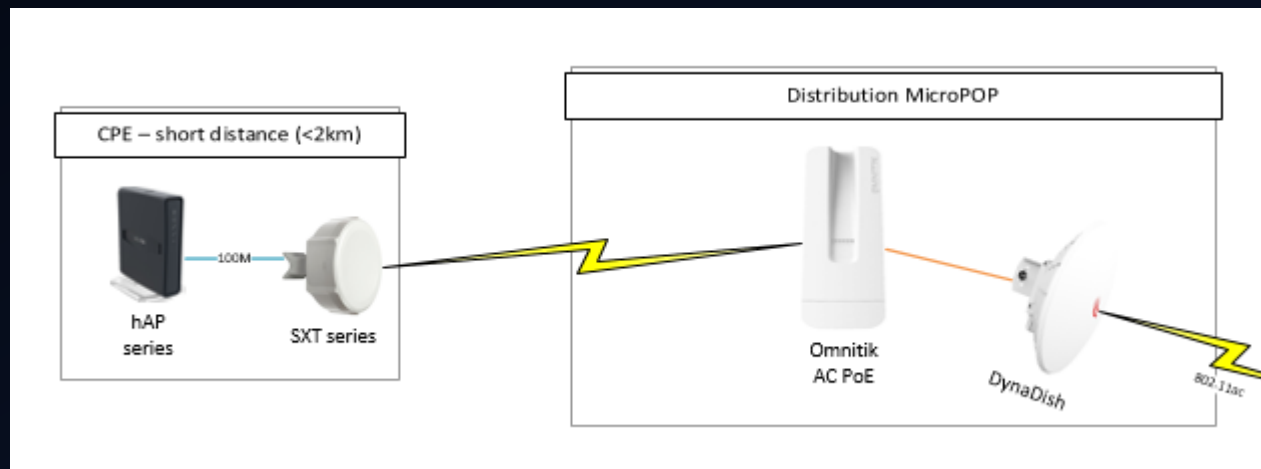 Distribution MicroPOP
CPE – short distance (<2km)
100M
hAP
series
SXT series
Omnitik
AC PoE
DynaDish
802.11ac